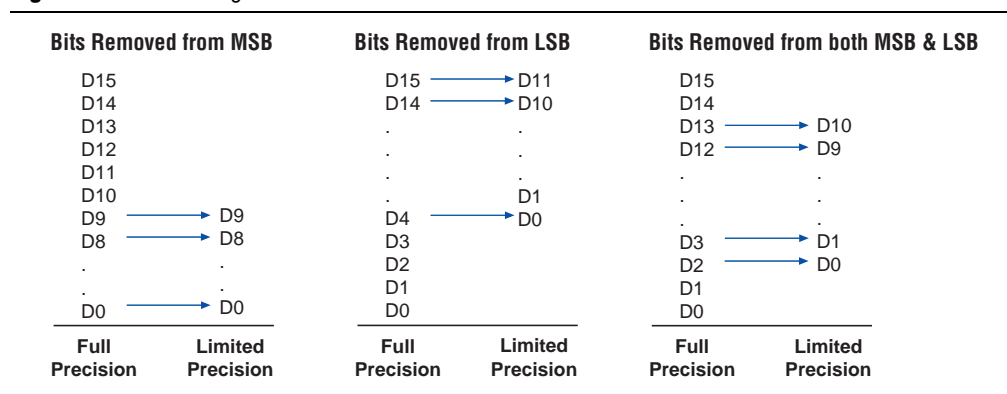 Bits Removed from MSB
D15
D14
D13
D12
D11
D10
D9 D9
D8 D8
. .
. .
D0 D0
Full Limited
Precision Precision
Bits Removed from LSB
D15 D11
D14 D10
. .
. .
. .
. D1
D4 D0
D3
D2
D1
D0
Full Limited
Precision Precision
Bits Removed from both MSB & LSB
D15
D14
D13 D10
D12 D9
. .
. .
. .
D3 D1
D2 D0
D1
D0
Full Limited
Precision Precision